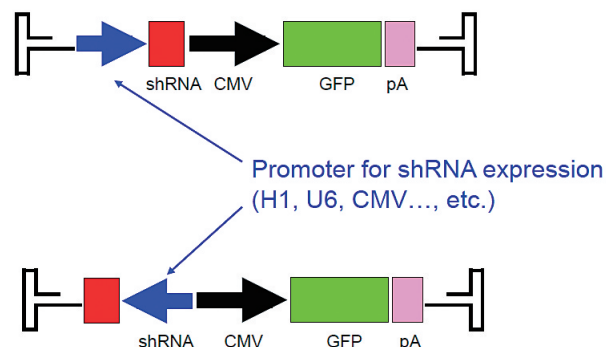 shRNA CMV GFP pA
Promoter for shRNA expression
(H1, U6, CMV…, etc.)
shRNA CMV GFP pA